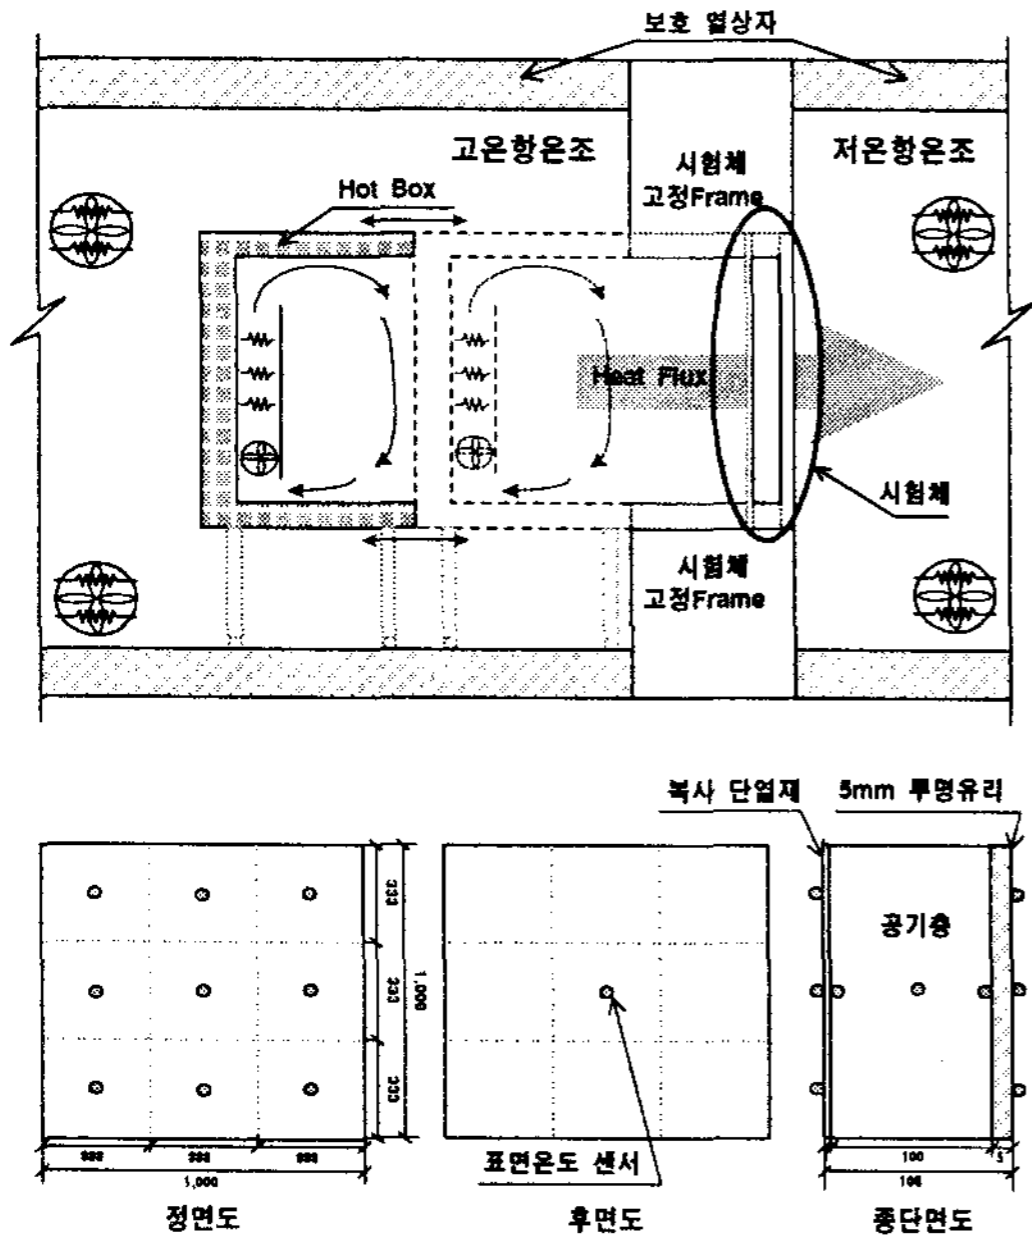 보호 열상자
고온항온조
저온항온조
시험체
고정Frame
Hot Box
Heat Flux
시험체
시험체
고정Frame
복사 단열재
5mm 투명유리
공기층
333
333
333
1,000
333
333
333
1,000
표면온도 센서
100
5
105
정면도
후면도
종단면도